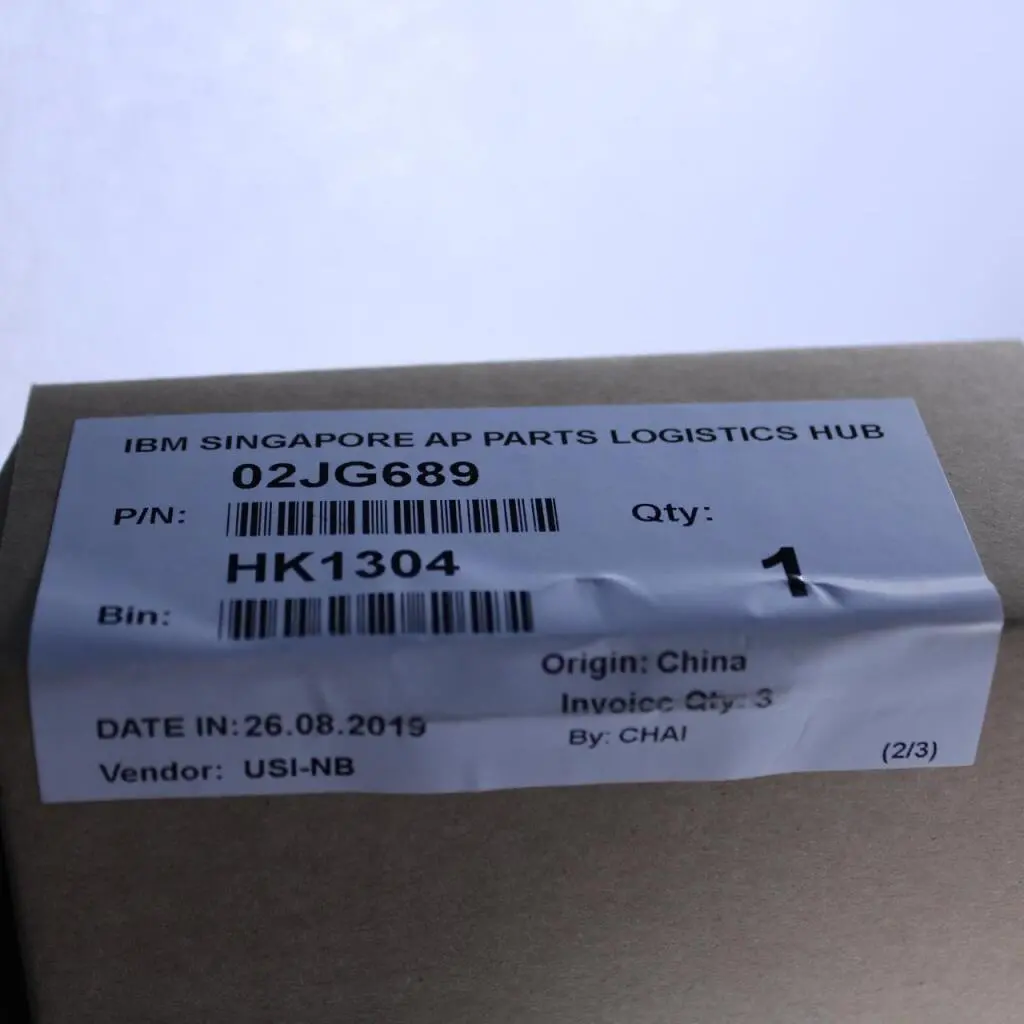 IBM SINGAPORE AP PARTS LOGISTICS HUB
02JG689
P/N:
Qty:
HK1304
1
Bin:
Origin: China
Invoice Qty: 3
DATE IN: 26.08.2019
By: CHAI
(2/3)
Vendor: USI-NB